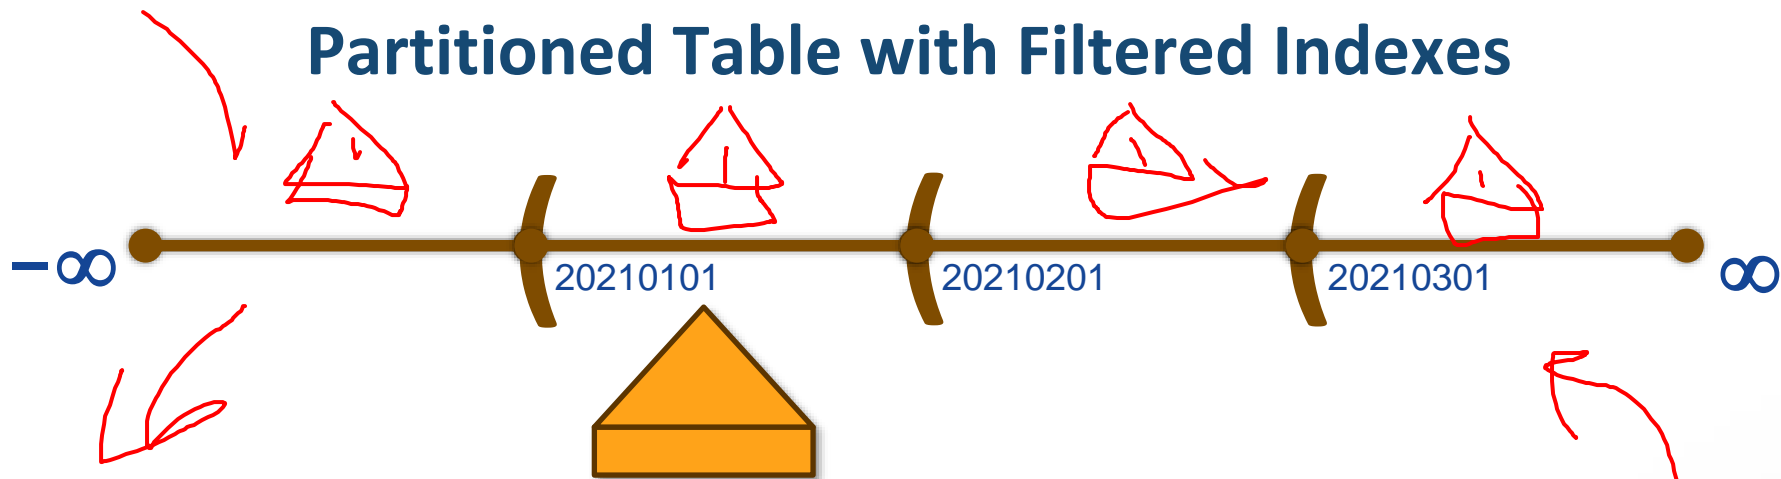 Partitioned Table with Filtered Indexes
-∞ 20210101 20210201 20210301 ∞